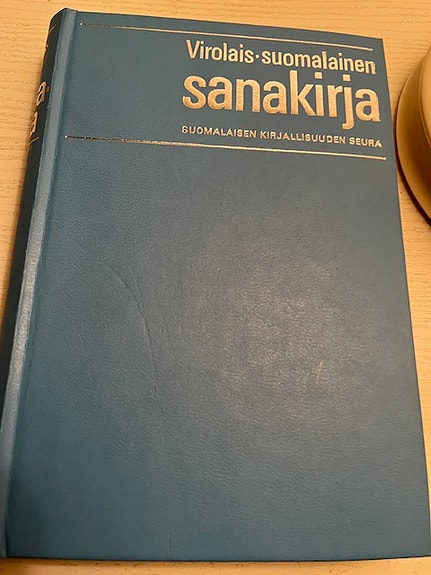 Virolais-suomalainen
sanakirja
SUOMALAISEN KIRJALLISUUDEN SEURA